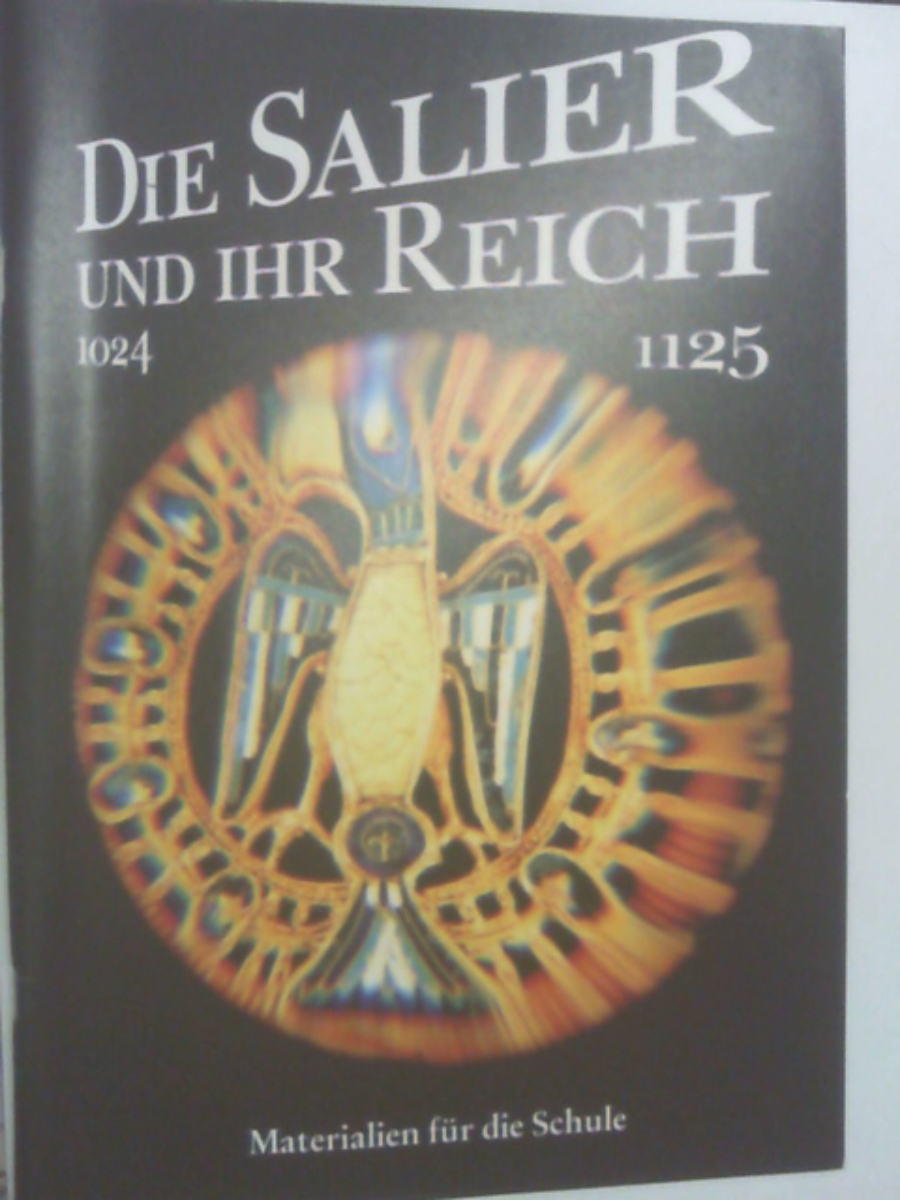 DIE SALIER
UND IHR REICH
1024 1125
Materialien für die Schule